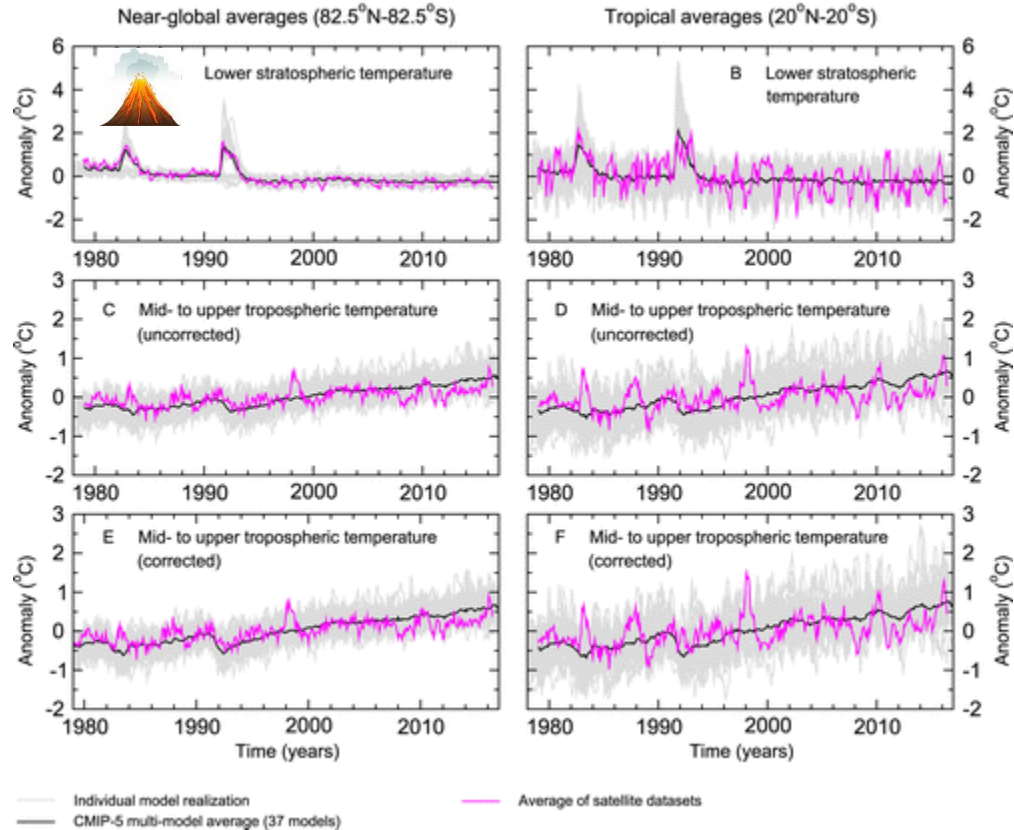 Near-global averages (82.5°N-82.5°S)
Tropical averages (20°N-20°S)
6
4
2
0
-2
Anomaly (°C)
Lower stratospheric temperature
1980
1990
2000
2010
B Lower stratospheric
temperature
6
4
2
0
-2
Anomaly (°C)
1980
1990
2000
2010
3
2
1
0
-1
-2
Anomaly (°C)
C Mid- to upper tropospheric temperature
(uncorrected)
1980
1990
2000
2010
D Mid- to upper tropospheric temperature
(uncorrected)
3
2
1
0
-1
-2
Anomaly (°C)
1980
1990
2000
2010
3
2
1
0
-1
-2
Anomaly (°C)
E Mid- to upper tropospheric temperature
(corrected)
1980
1990
2000
2010
Time (years)
F Mid- to upper tropospheric temperature
(corrected)
3
2
1
0
-1
-2
Anomaly (°C)
1980
1990
2000
2010
Time (years)
Individual model realization
CMIP-5 multi-model average (37 models)
Average of satellite datasets